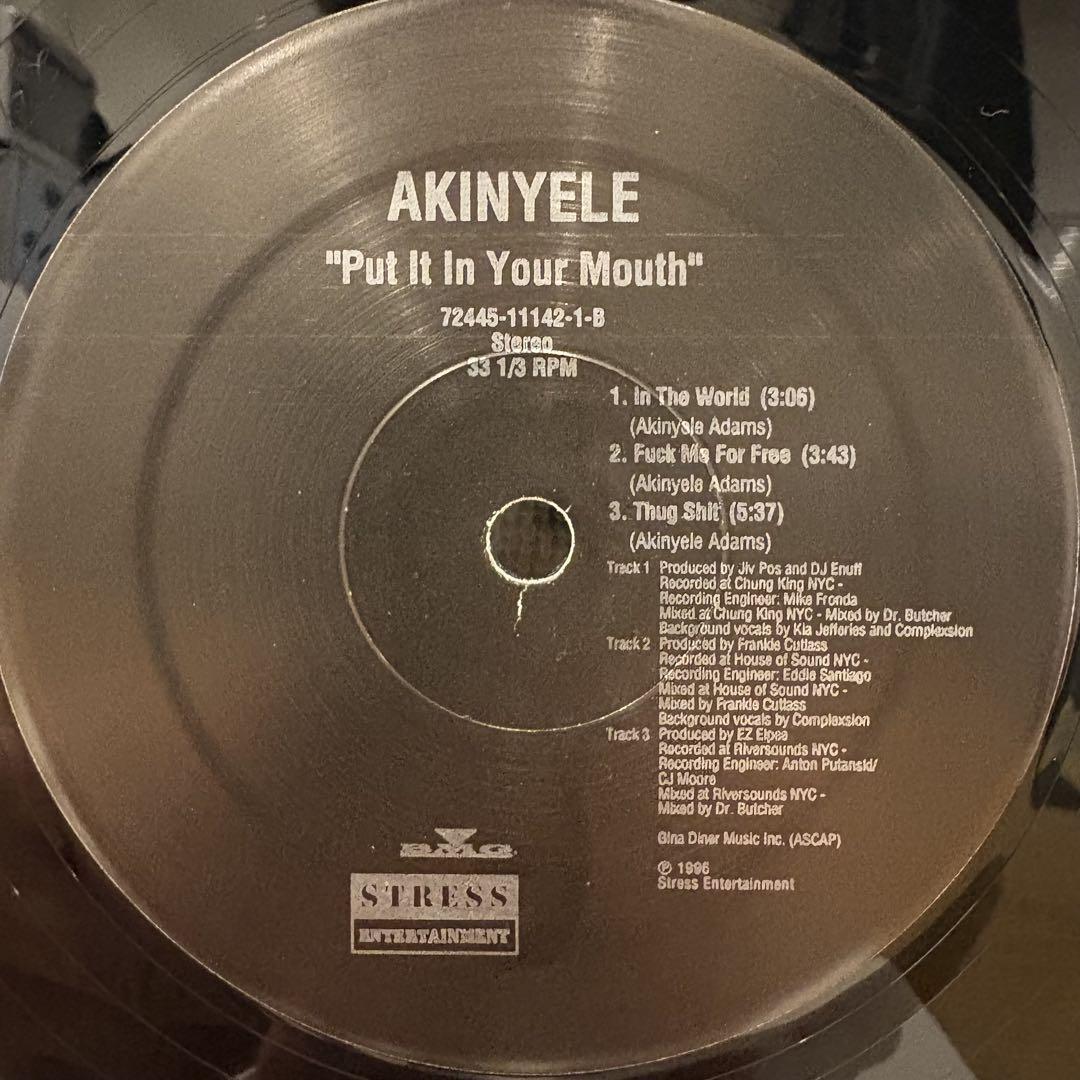 AKINYELE
"Put It In Your Mouth"
72445-11142-1-B
Stereo
33 1/3 RPM
1. In The World (3:06)
(Akinyele Adams)
2. Fuck Me For Free (3:43)
(Akinyele Adams)
3. Thug Shit (5:37)
(Akinyele Adams)
Track 1 Produced by Jiv Pos and DJ Enuff
Recorded at Chung King NYC -
Recording Engineer: Mike Fronda
Mixed at Chung King NYC - Mixed by Dr. Butcher
Background vocals by Kia Jefferies and Complexsion
Track 2 Produced by Frankie Cutlass
Recorded at House of Sound NYC -
Recording Engineer: Eddie Santiago
Mixed at House of Sound NYC -
Mixed by Frankie Cutlass
Background vocals by Complexsion
Track 3 Produced by EZ Elpee
Recorded at Riversounds NYC -
Recording Engineer: Anton Putanski/
CJ Moore
Mixed at Riversounds NYC -
Mixed by Dr. Butcher
Gina Diner Music Inc. (ASCAP)
℗ 1996
Stress Entertainment
BMG
STRESS
ENTERTAINMENT